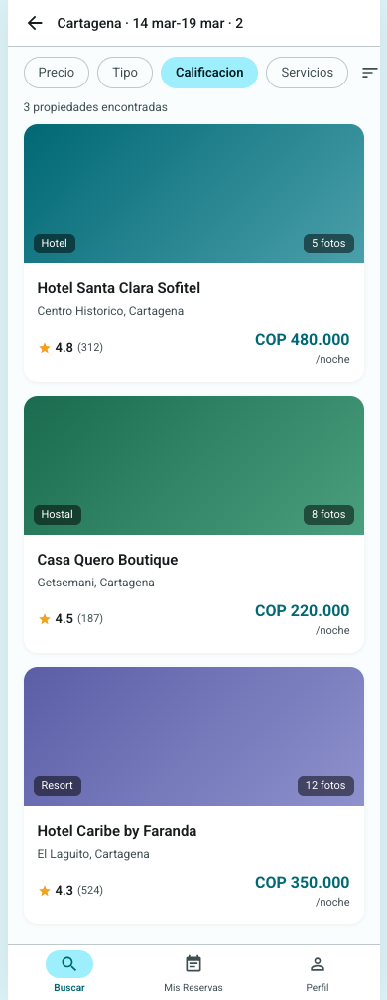 Cartagena · 14 mar-19 mar · 2
Precio Tipo Calificacion Servicios
3 propiedades encontradas
Hotel 5 fotos
Hotel Santa Clara Sofitel
Centro Historico, Cartagena
4.8 (312) COP 480.000
/noche
Hostal 8 fotos
Casa Quero Boutique
Getsemani, Cartagena
4.5 (187) COP 220.000
/noche
Resort 12 fotos
Hotel Caribe by Faranda
El Laguito, Cartagena
4.3 (524) COP 350.000
/noche
Buscar Mis Reservas Perfil